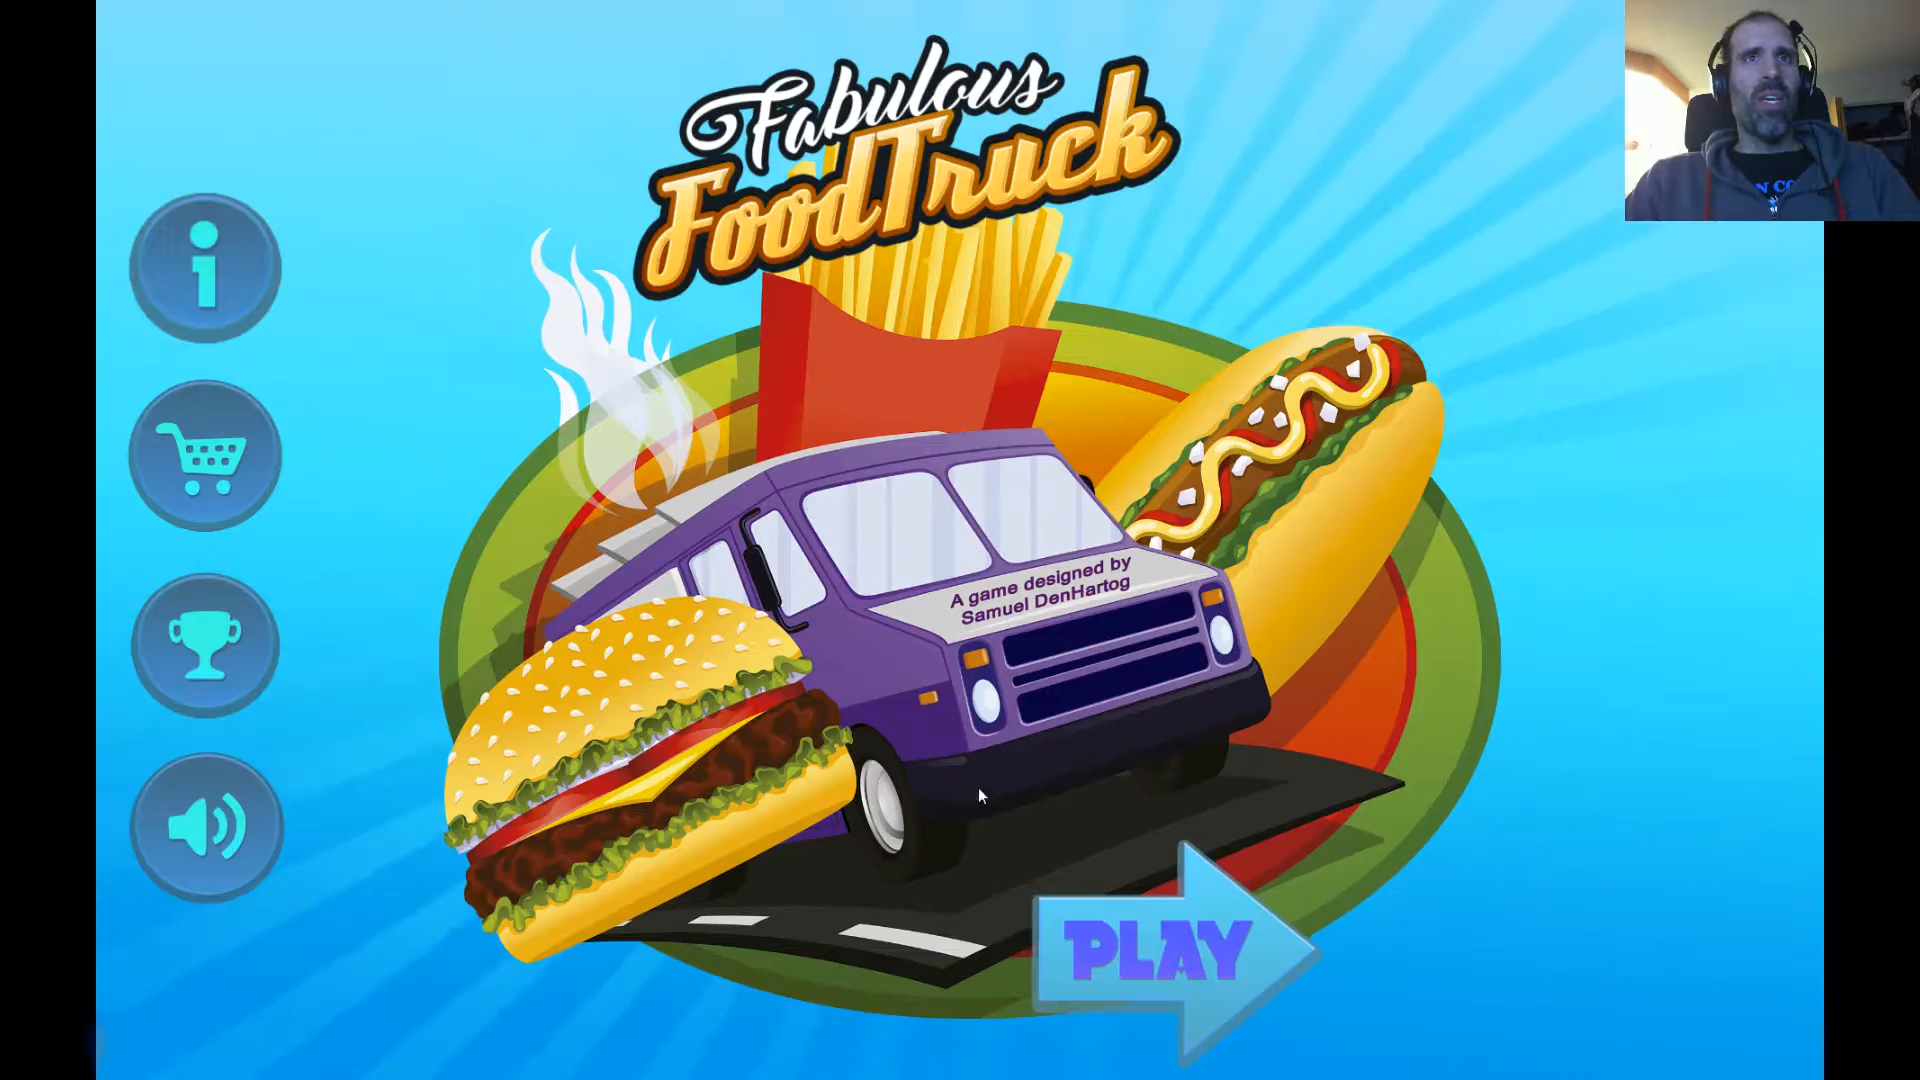 Fabulous
FoodTruck
A game designed by
Samuel DenHartog
PLAY